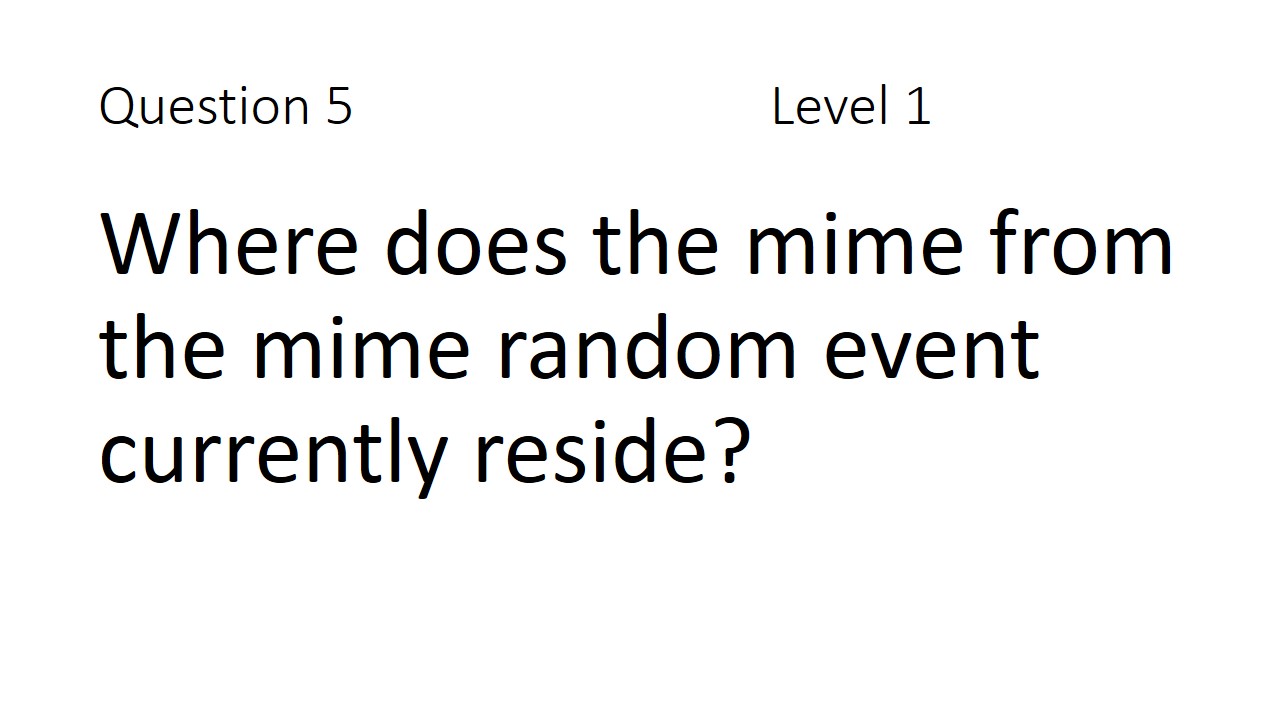 Question 5 Level 1
Where does the mime from
the mime random event
currently reside?